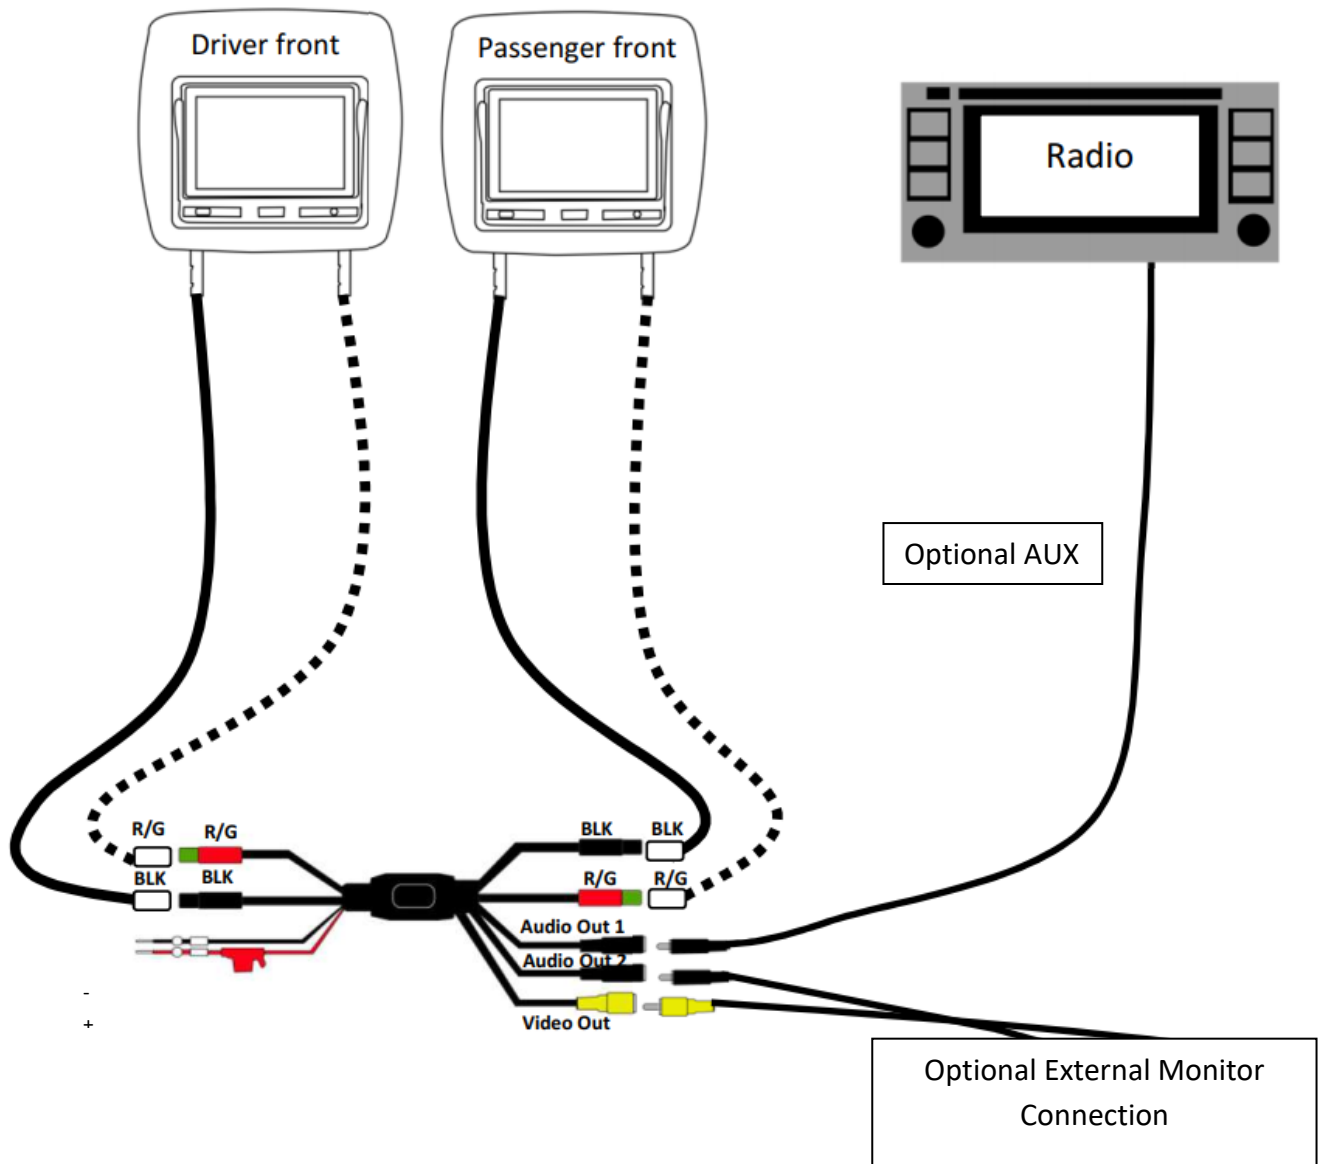 Driver front
Passenger front
Radio
Optional AUX
R/G
R/G
BLK
BLK
BLK
BLK
R/G
R/G
Audio Out 1
Audio Out 2
Video Out
-
+
Optional External Monitor
Connection